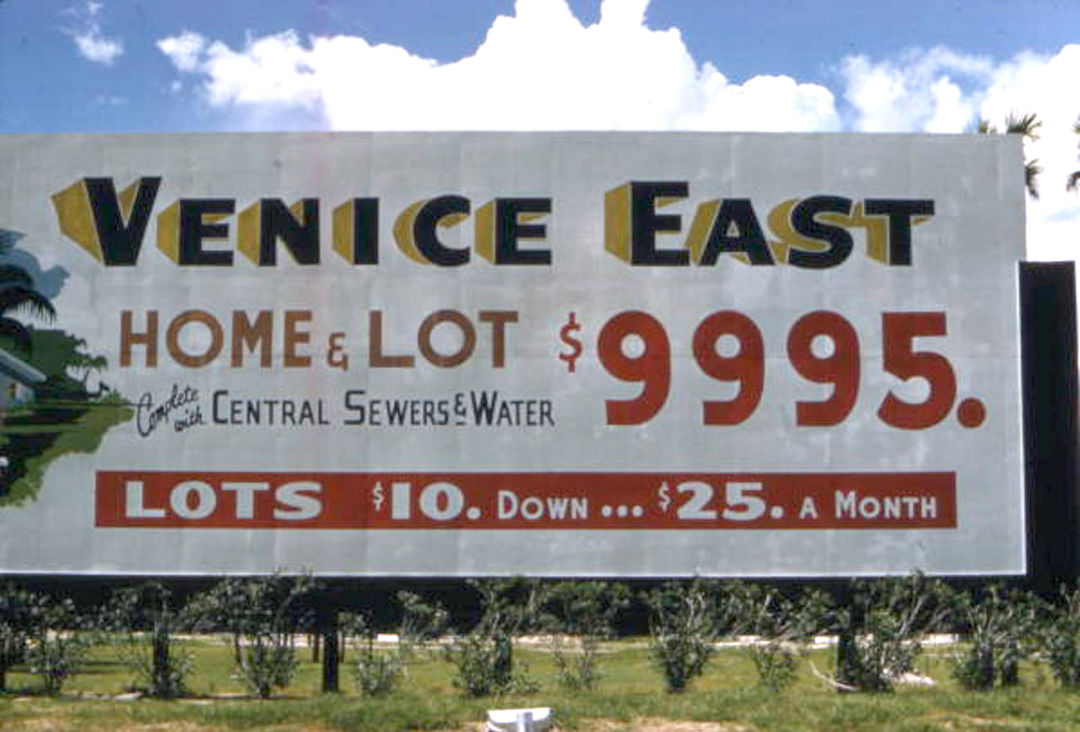 VENICE EAST
HOME & LOT $9995.
Complete with CENTRAL SEWERS & WATER
LOTS $10. DOWN... $25. A MONTH